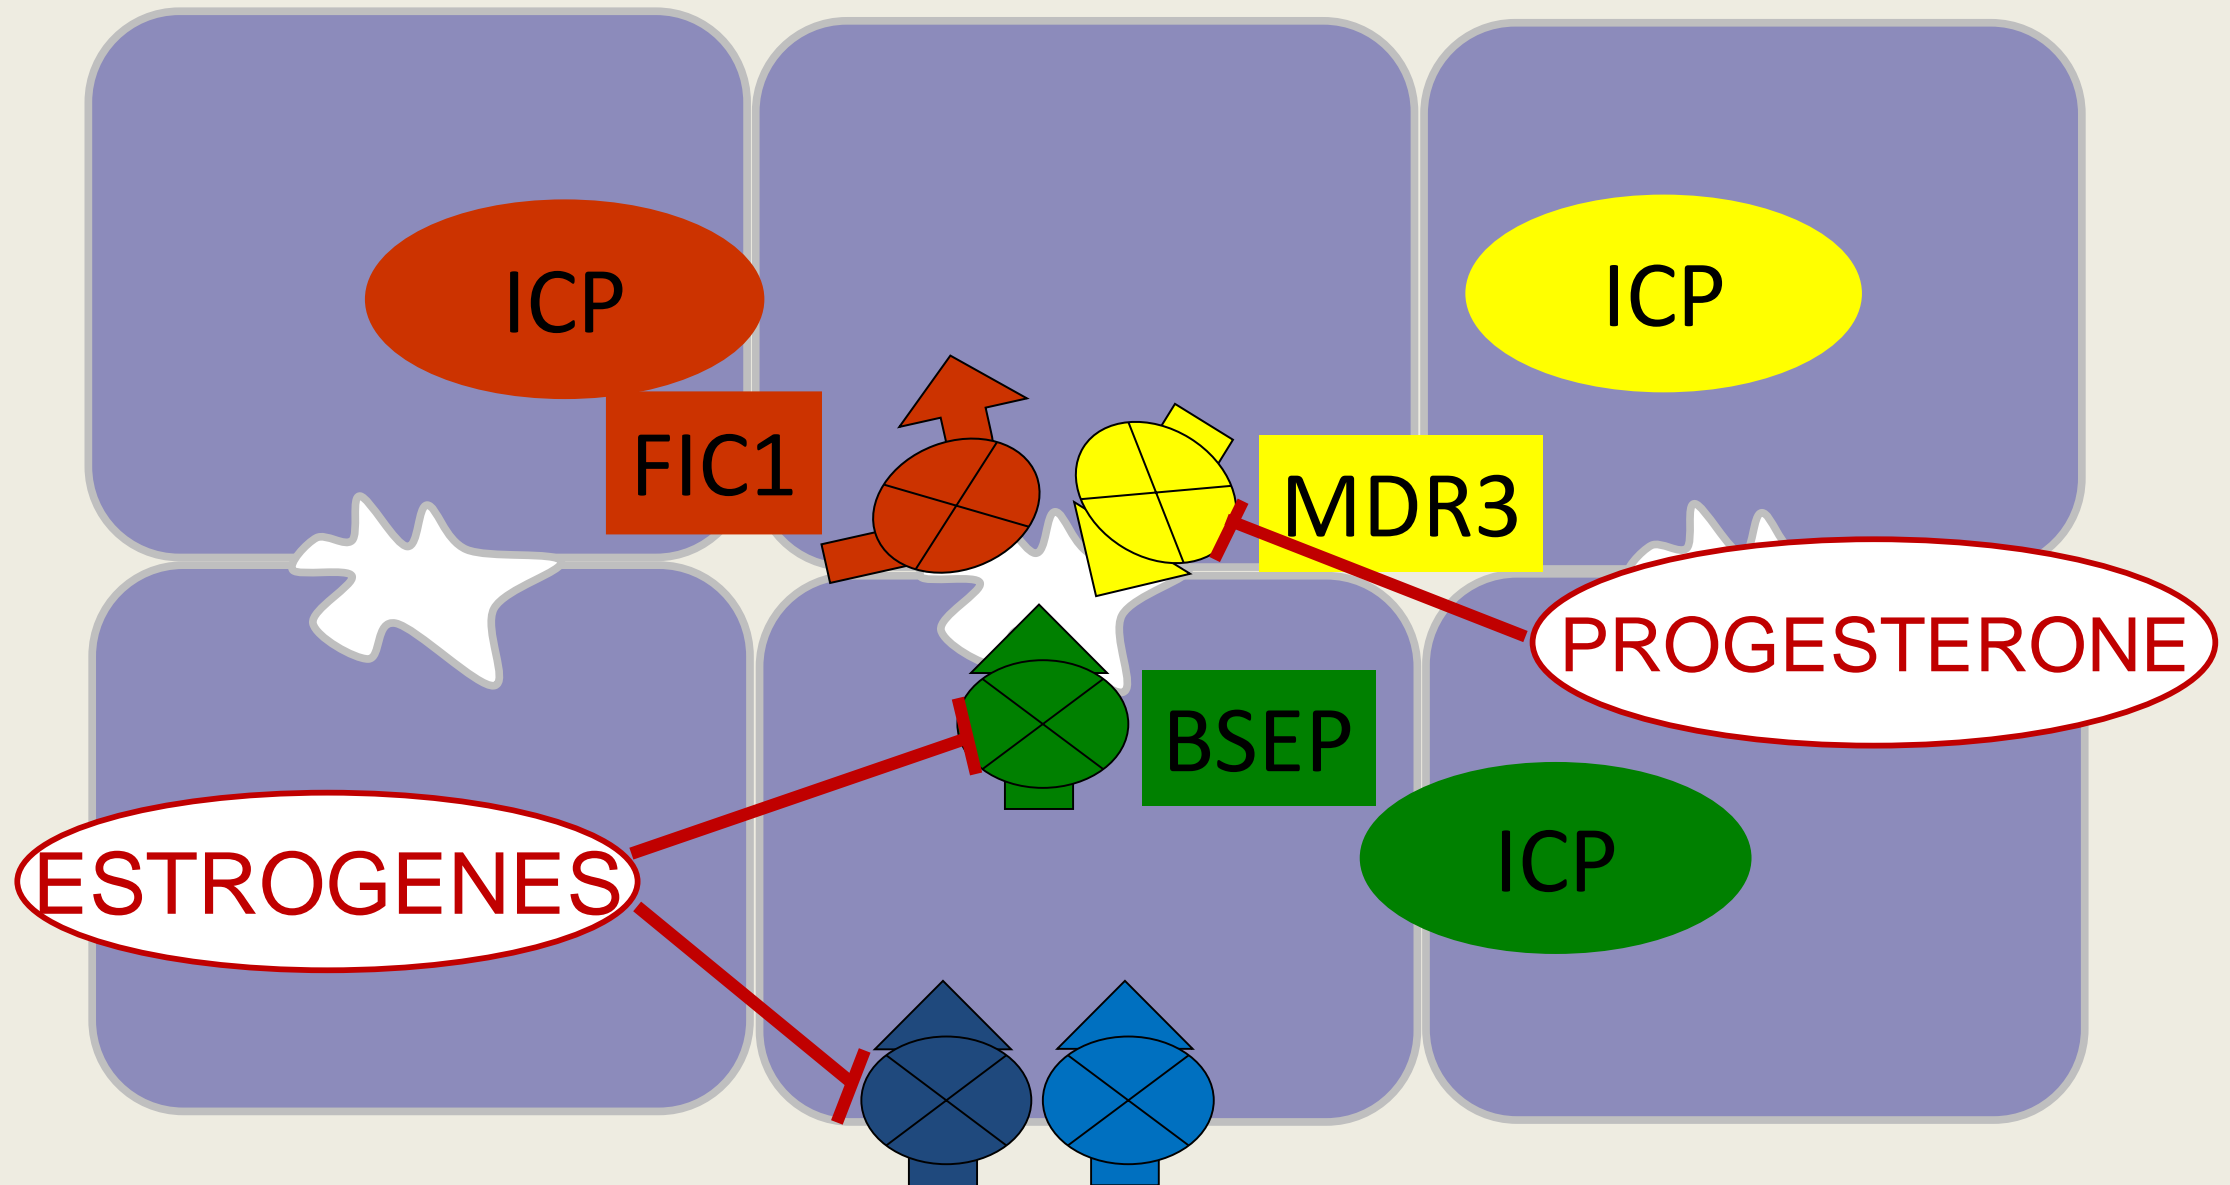 ICP
ICP
FIC1
MDR3
PROGESTERONE
BSEP
ESTROGENES
ICP